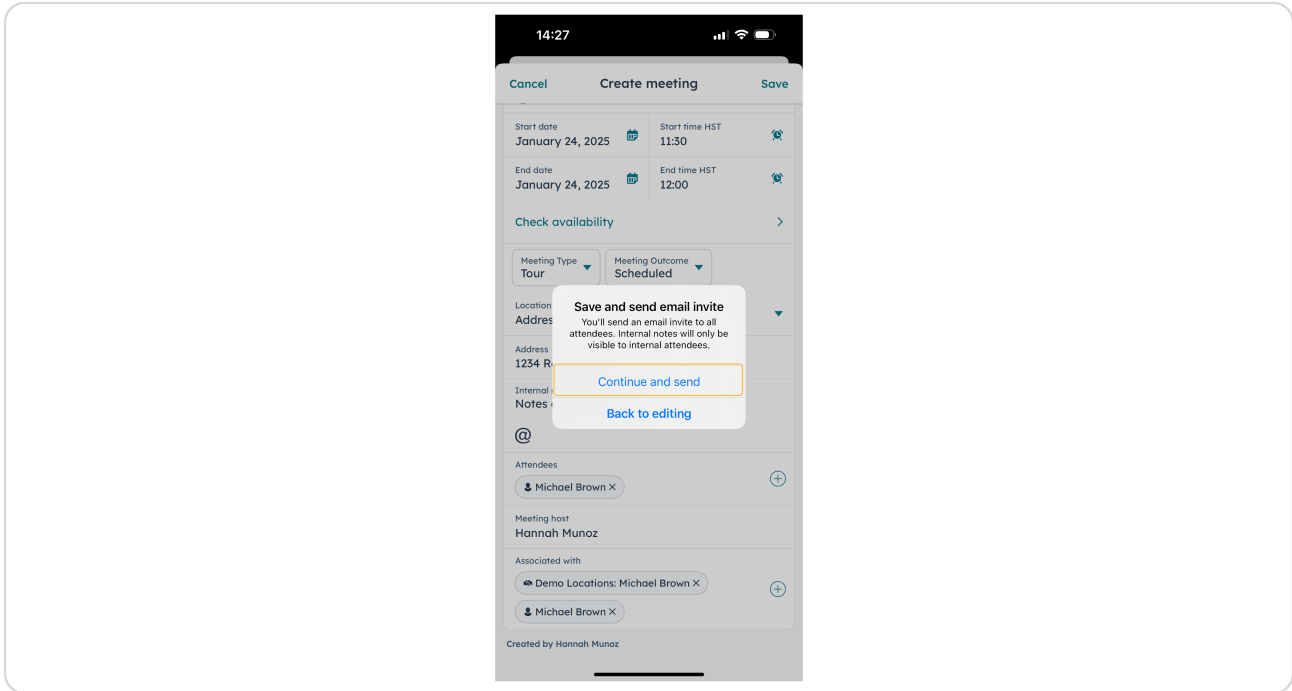 14:27
Cancel Create meeting Save
Start date
January 24, 2025
Start time HST
11:30
End date
January 24, 2025
End time HST
12:00
Check availability
Meeting Type
Tour
Meeting Outcome
Scheduled
Location
Addres
Address
1234 R
Internal
Notes
@
Save and send email invite
You'll send an email invite to all
attendees. Internal notes will only be
visible to internal attendees.
Continue and send
Back to editing
Attendees
Michael Brown
Meeting host
Hannah Munoz
Associated with
Demo Locations: Michael Brown
Michael Brown
Created by Hannah Munoz